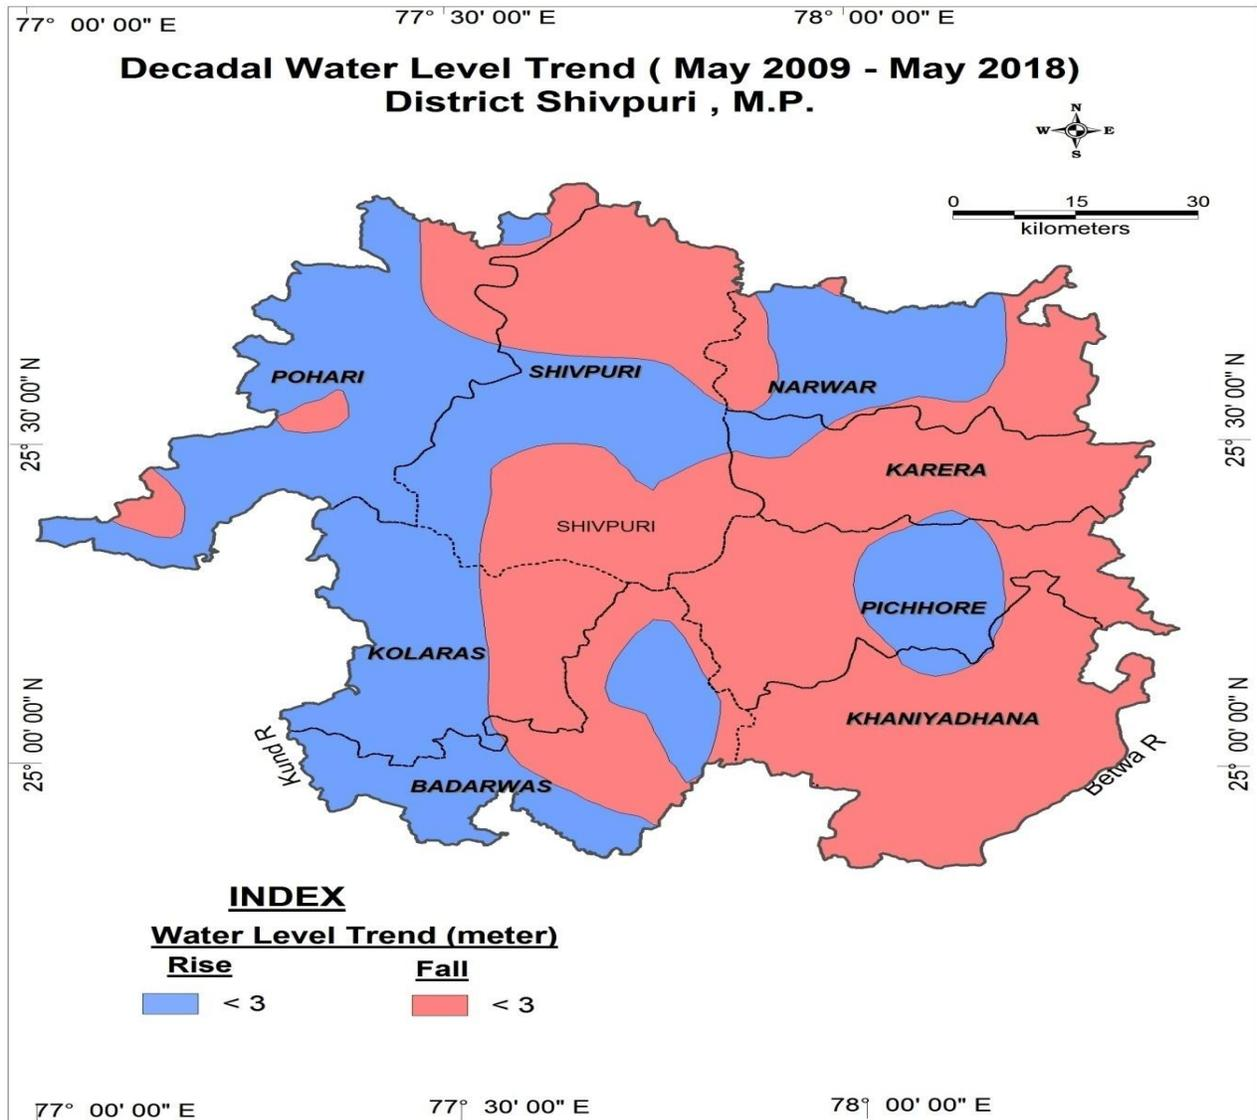 77° 00' 00" E 77° 30' 00" E 78° 00' 00" E
Decadal Water Level Trend ( May 2009 - May 2018)
District Shivpuri , M.P.
N
W E
S
0 15 30
kilometers
25° 30' 00" N
25° 30' 00" N
POHARI
SHIVPURI
NARWAR
KARERA
SHIVPURI
PICHHORE
KOLARAS
KHANIYADHANA
25° 00' 00" N
25° 00' 00" N
Kund R
Betwa R
BADARWAS
INDEX
Water Level Trend (meter)
Rise Fall
< 3 < 3
77° 00' 00" E 77° 30' 00" E 78° 00' 00" E